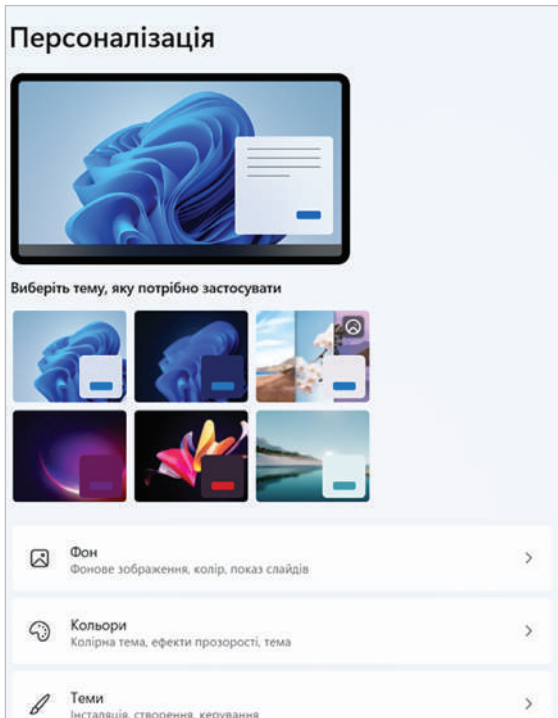 Персоналізація
Виберіть тему, яку потрібно застосувати
Фон
Фонове зображення, колір, показ слайдів
Кольори
Колірна тема, ефекти прозорості, тема
Теми
Інсталяція, створення, керування